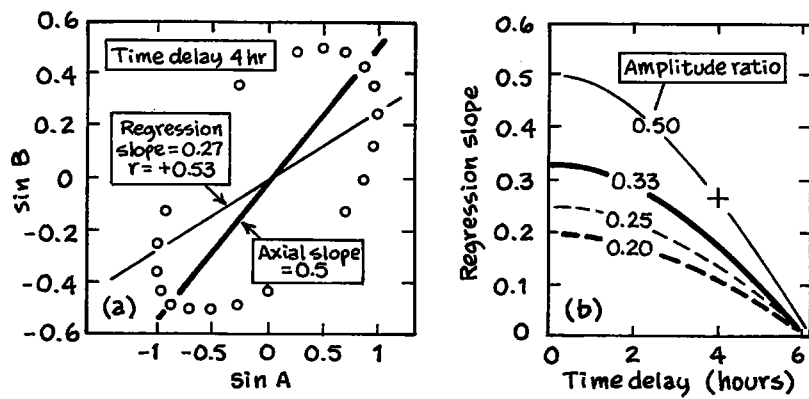 Time delay 4 hr
Regression
slope=0.27
r=+0.53
Axial slope
=0.5
(a)
0.6
0.4
0.2
0
-0.2
-0.4
-0.6
sin B
-1
-0.5
0
0.5
1
sin A
Amplitude ratio
0.50
0.33
0.25
0.20
(b)
0.6
0.5
0.4
0.3
0.2
0.1
0
Regression slope
0
2
4
6
Time delay (hours)